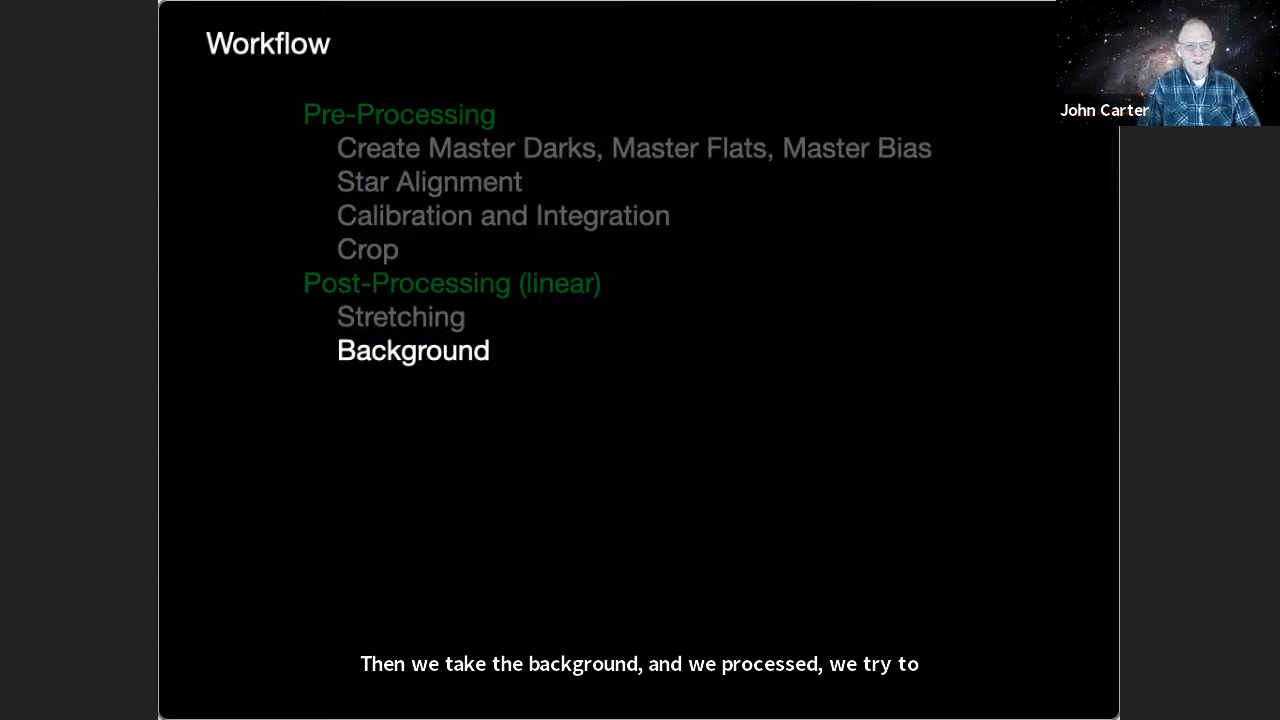 Workflow
John Carter
Pre-Processing
Create Master Darks, Master Flats, Master Bias
Star Alignment
Calibration and Integration
Crop
Post-Processing (linear)
Stretching
Background
Then we take the background, and we processed, we try to